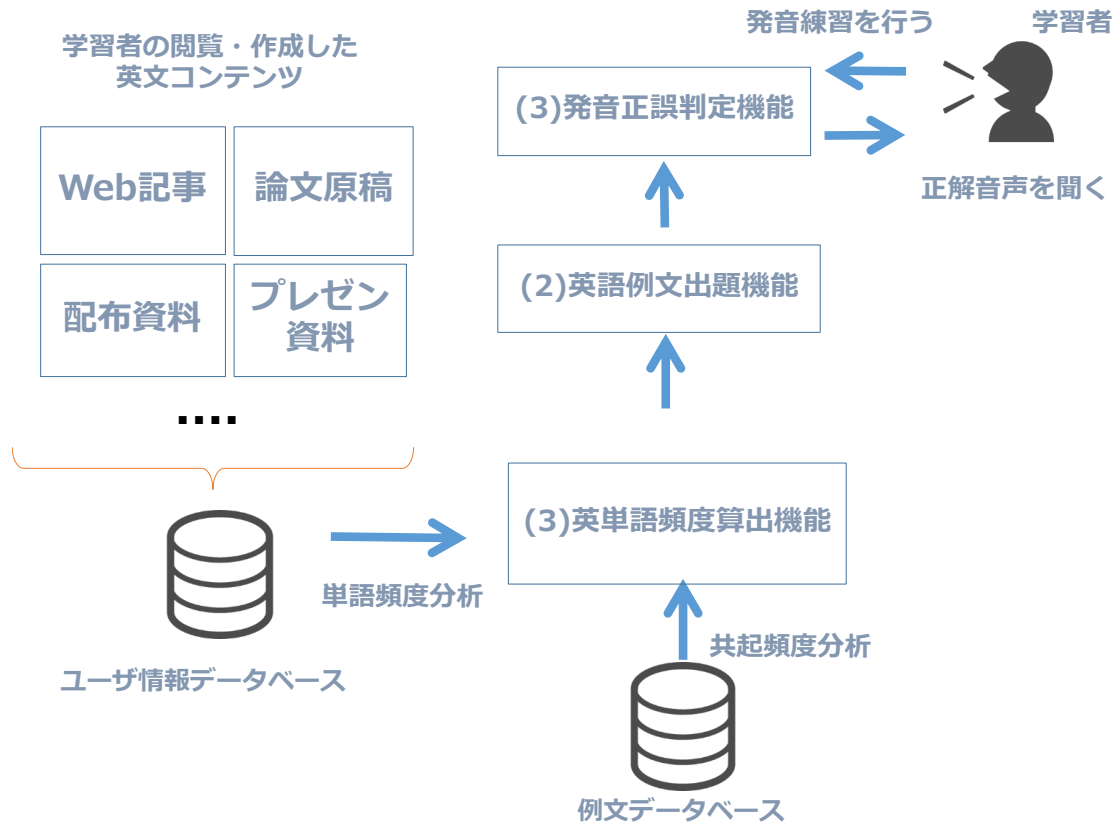 学習者の閲覧・作成した
英文コンテンツ
Web記事
論文原稿
配布資料
プレゼン
資料
....
ユーザ情報データベース
単語頻度分析
(3)英単語頻度算出機能
共起頻度分析
例文データベース
(2)英語例文出題機能
(3)発音正誤判定機能
発音練習を行う
学習者
正解音声を聞く